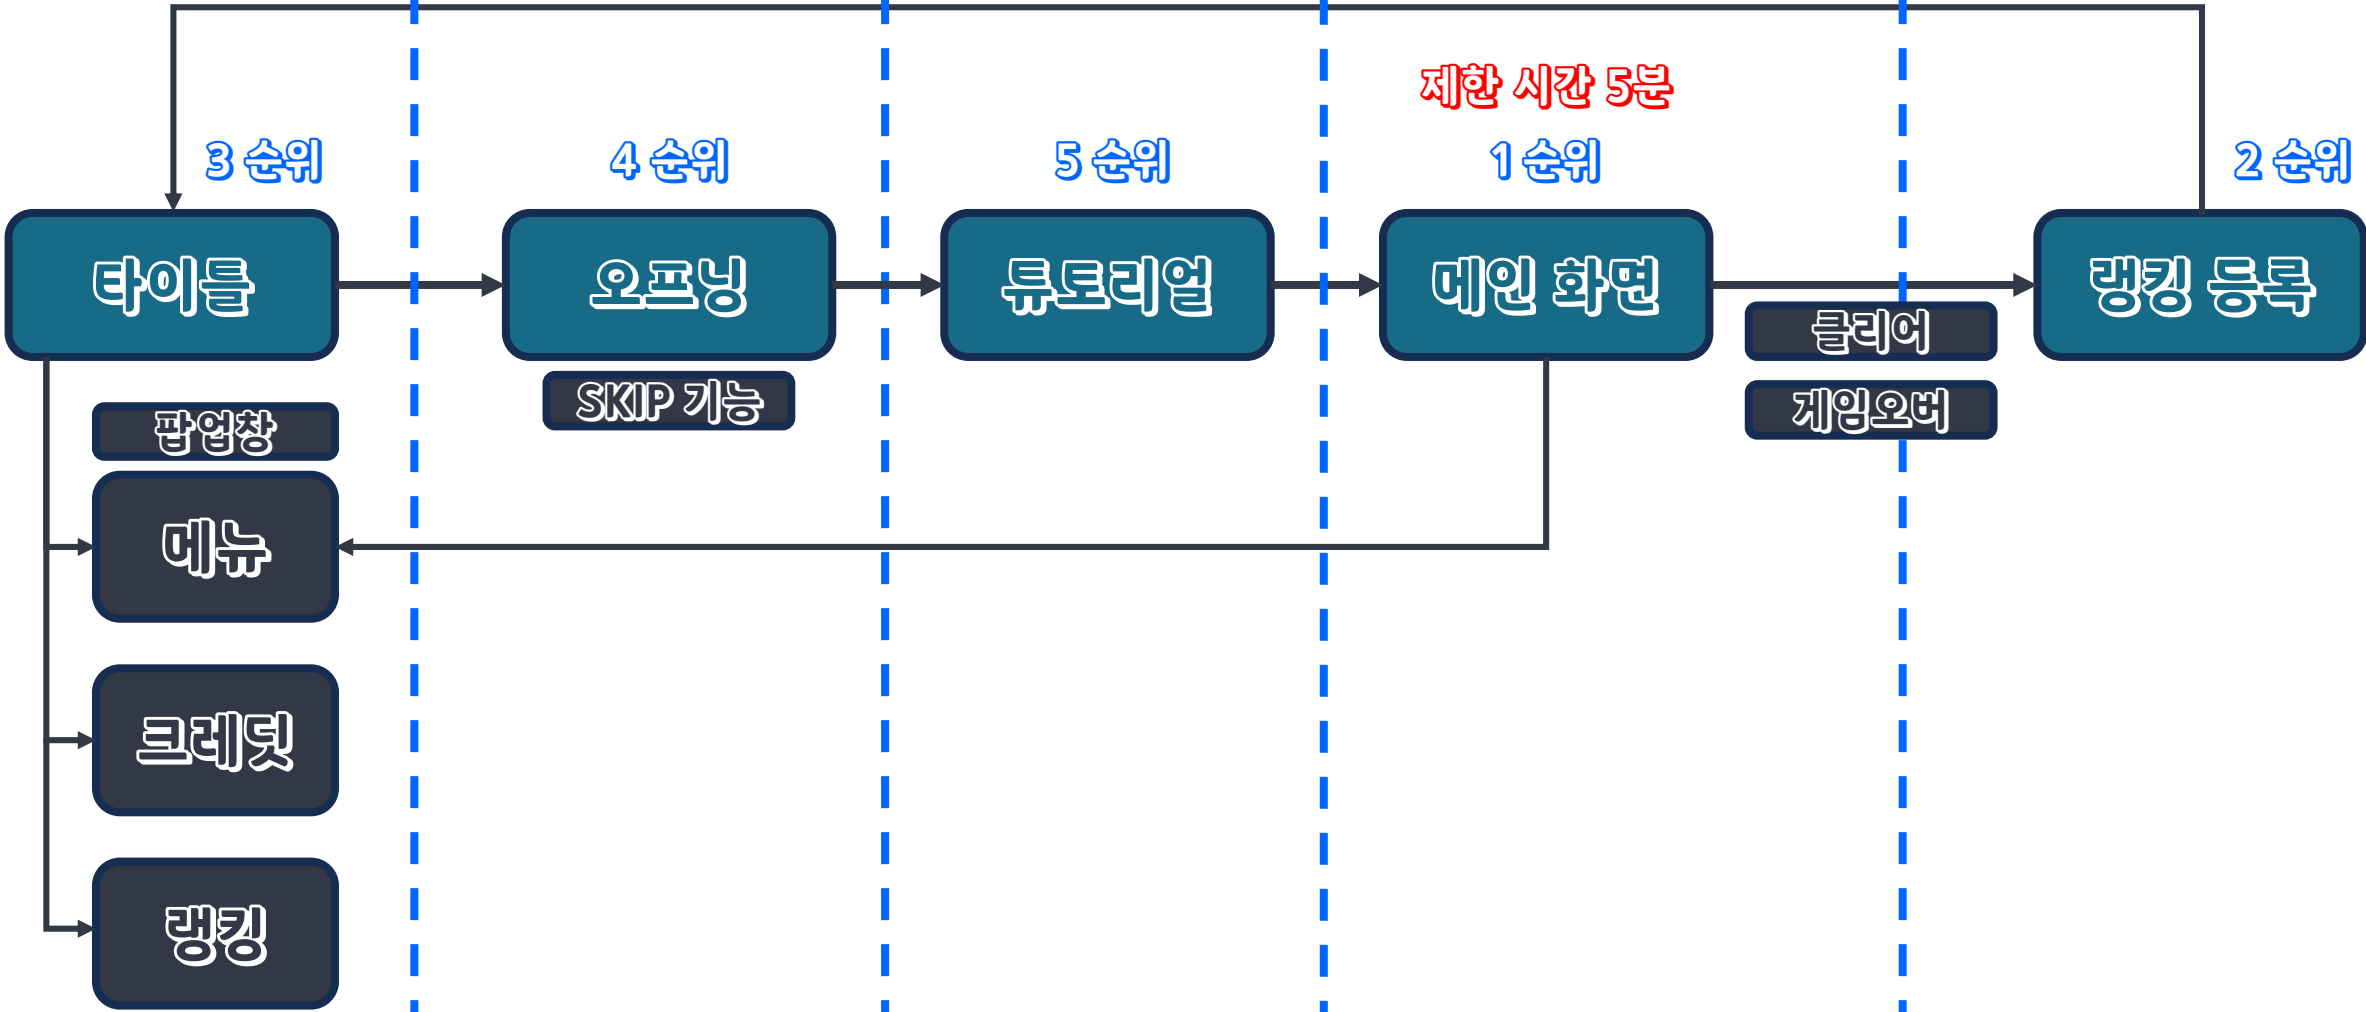 제한 시간 5분
3 순위
4 순위
5 순위
1 순위
2 순위
타이틀
오프닝
튜토리얼
메인 화면
랭킹 등록
클리어
게임오버
SKIP 기능
팝업창
메뉴
크레딧
랭킹